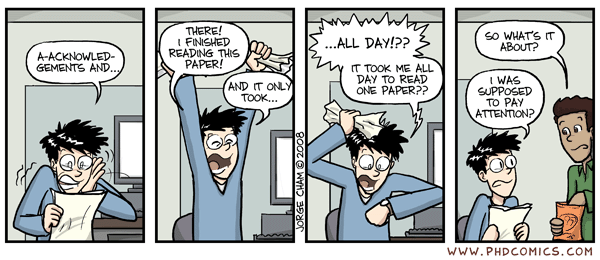 A-ACKNOWLED-
GEMENTS AND...
THERE!
I FINISHED
READING THIS
PAPER!
AND IT ONLY
TOOK...
...ALL DAY!??
IT TOOK ME ALL
DAY TO READ
ONE PAPER??
SO WHAT'S IT
ABOUT?
I WAS
SUPPOSED
TO PAY
ATTENTION?
JORGE CHAM © 2008
WWW.PHDCOMICS.COM